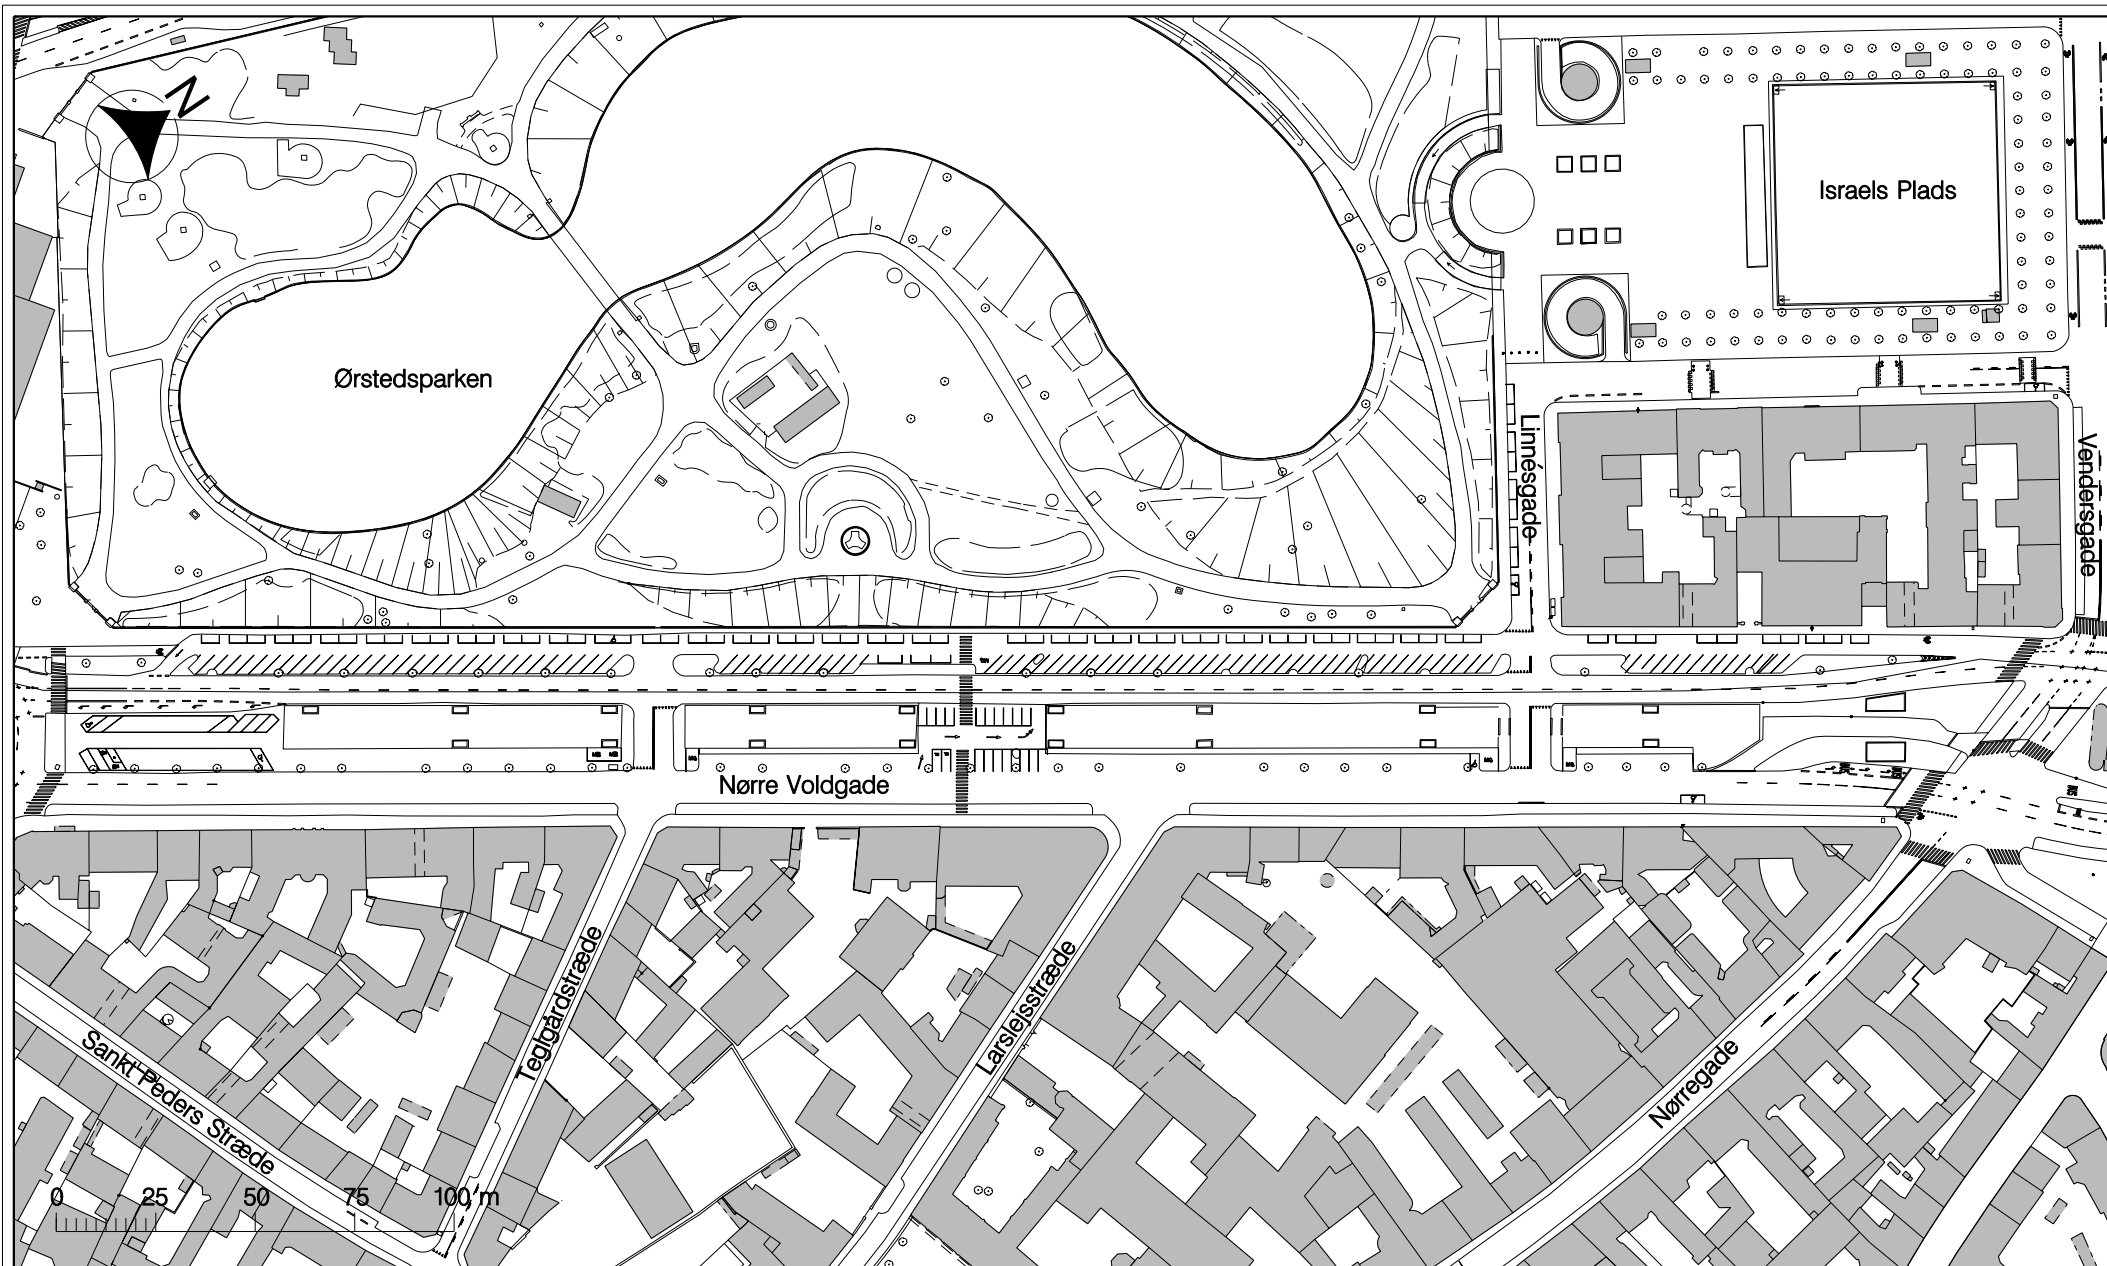 N
Israels Plads
Ørstedsparken
Linnésgade
Vendersgade
Nørre Voldgade
Teglgårdstræde
Larslejsstræde
Sankt Peders Stræde
Nørregade
0 25 50 75 100 m